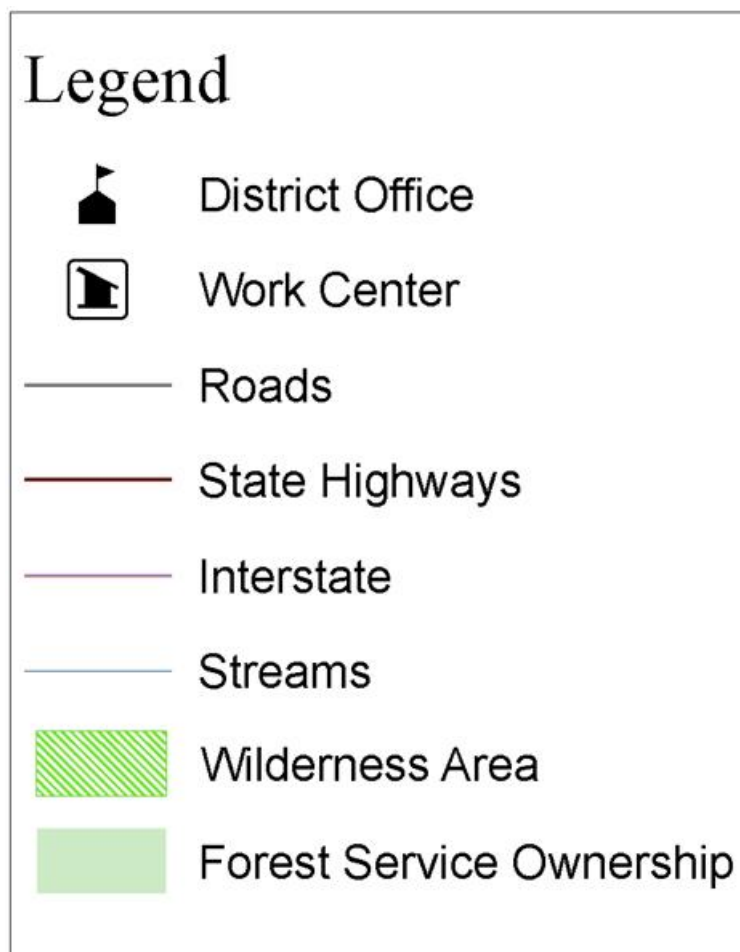 Legend
District Office
Work Center
Roads
State Highways
Interstate
Streams
Wilderness Area
Forest Service Ownership